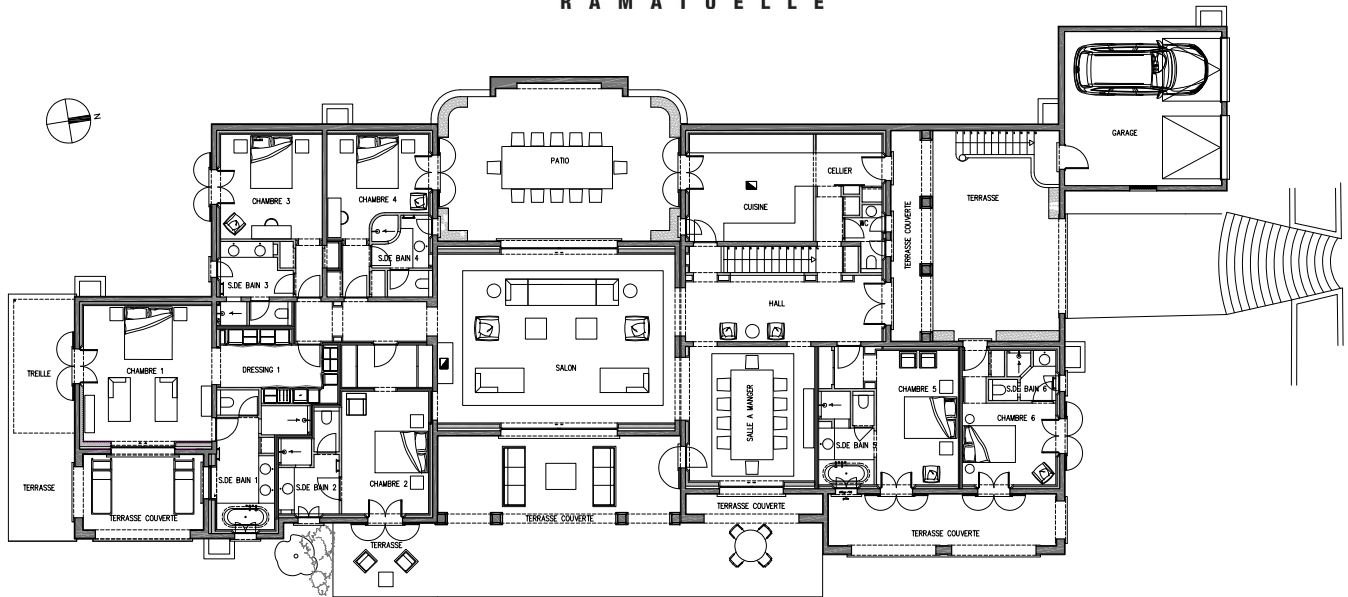 RAMATUELLE
N
GARAGE
PATIO
CELLIER
CHAMBRE 3
CHAMBRE 4
CUISINE
TERRASSE
WC
TERRASSE COUVERTE
S.DE BAIN 4
S.DE BAIN 3
HALL
TREILLE
CHAMBRE 1
DRESSING 1
SALON
SALLE A MANGER
CHAMBRE 5
S.DE BAIN 6
CHAMBRE 6
S.DE BAIN 5
TERRASSE
S.DE BAIN 1
S.DE BAIN 2
CHAMBRE 2
TERRASSE COUVERTE
TERRASSE COUVERTE
TERRASSE COUVERTE
TERRASSE COUVERTE
TERRASSE